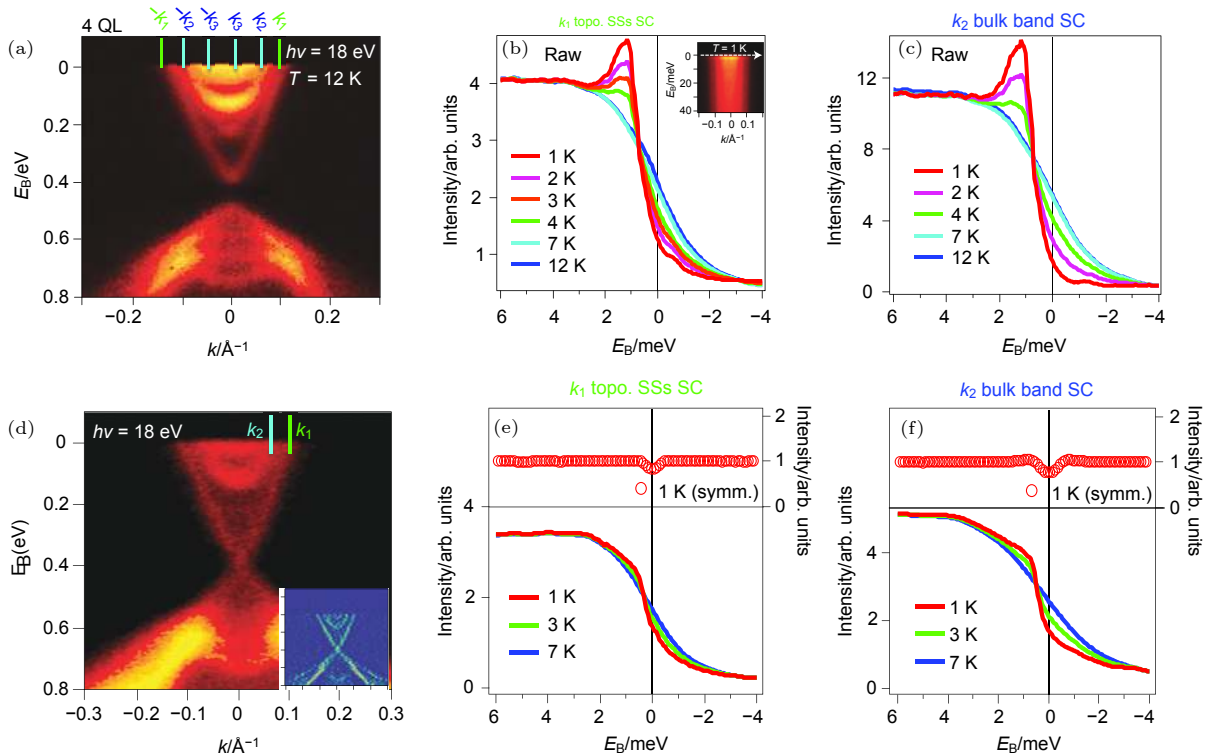 (a)
4 QL
−k₁ −k₂ −k₃ k₃ k₂ k₁
hν = 18 eV
T = 12 K
E_B/eV
0
0.2
0.4
0.6
0.8
−0.2 0 0.2
k/Å⁻¹
k₁ topo. SSs SC
(b)
Raw
T = 1 K
E_B/meV
0
20
40
−0.1 0 0.1
k/Å⁻¹
Intensity/arb. units
4
3
2
1
1 K
2 K
3 K
4 K
7 K
12 K
6 4 2 0 −2 −4
E_B/meV
k₂ bulk band SC
(c)
Raw
Intensity/arb. units
12
8
4
0
1 K
2 K
4 K
7 K
12 K
6 4 2 0 −2 −4
E_B/meV
(d)
hν = 18 eV
k₂ k₁
E_B(eV)
0
0.2
0.4
0.6
0.8
−0.3 −0.2 −0.1 0 0.1 0.2 0.3
k/Å⁻¹
k₁ topo. SSs SC
(e)
2
1
0
Intensity/arb. units
1 K (symm.)
Intensity/arb. units
4
2
0
1 K
3 K
7 K
6 4 2 0 −2 −4
E_B/meV
k₂ bulk band SC
(f)
2
1
0
Intensity/arb. units
1 K (symm.)
Intensity/arb. units
4
2
0
1 K
3 K
7 K
6 4 2 0 −2 −4
E_B/meV